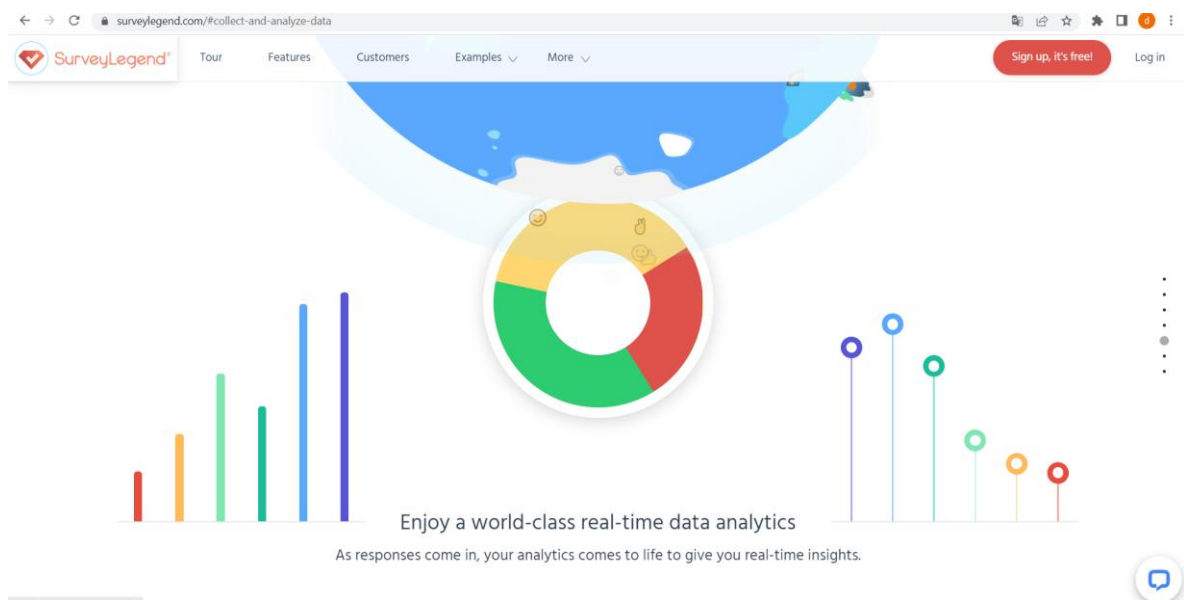 surveylegend.com/#collect-and-analyze-data
d
SurveyLegend®
Tour
Features
Customers
Examples
More
Sign up, it's free!
Log in
Enjoy a world-class real-time data analytics
As responses come in, your analytics comes to life to give you real-time insights.